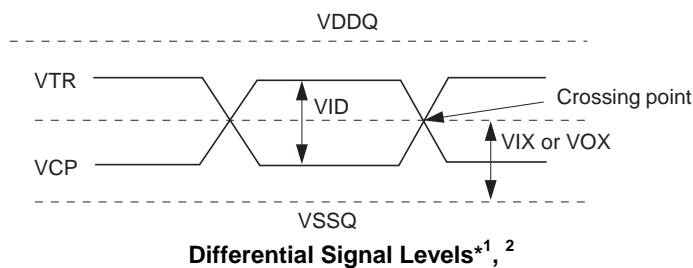 VDDQ
VTR
VID
Crossing point
VIX or VOX
VCP
VSSQ
Differential Signal Levels*1, 2